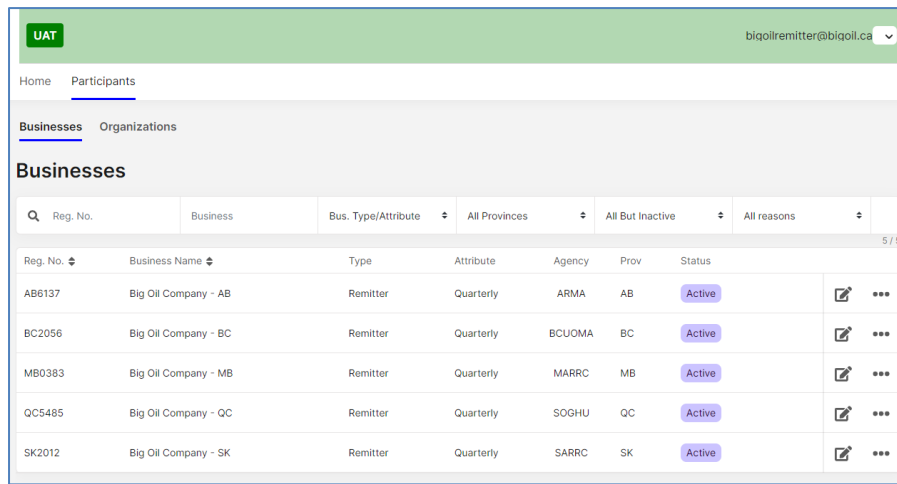 UAT bigoilremitter@bigoil.ca
Home Participants
Businesses Organizations
Businesses
Reg. No. Business Bus. Type/Attribute All Provinces All But Inactive All reasons
5 /
Reg. No. Business Name Type Attribute Agency Prov Status
AB6137 Big Oil Company - AB Remitter Quarterly ARMA AB Active
BC2056 Big Oil Company - BC Remitter Quarterly BCUOMA BC Active
MB0383 Big Oil Company - MB Remitter Quarterly MARRC MB Active
QC5485 Big Oil Company - QC Remitter Quarterly SOGHU QC Active
SK2012 Big Oil Company - SK Remitter Quarterly SARRC SK Active